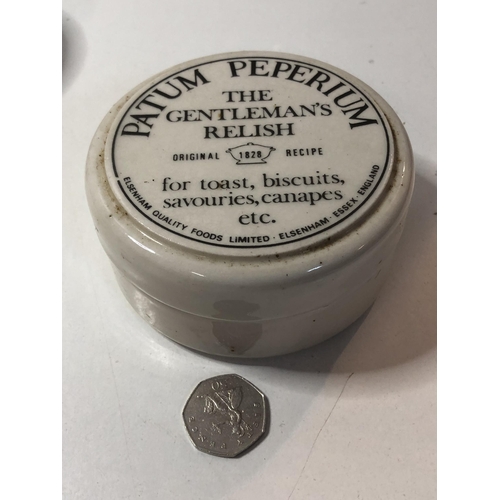 PATUM PEPERIUM
THE
GENTLEMAN'S
RELISH
ORIGINAL 1828 RECIPE
for toast, biscuits,
savouries, canapes
etc.
ELSENHAM QUALITY FOODS LIMITED · ELSENHAM · ESSEX ENGLAND